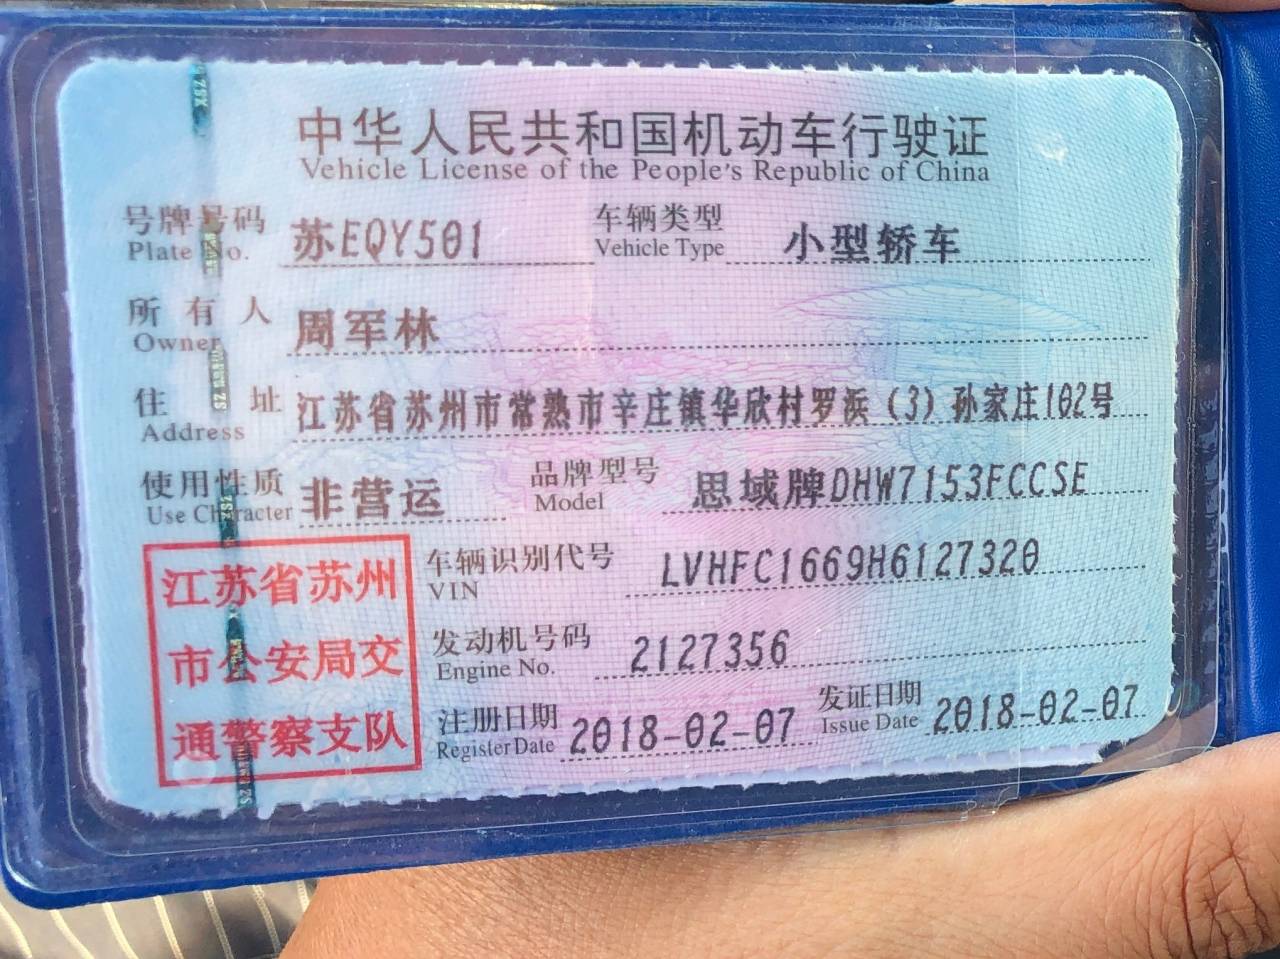 中华人民共和国机动车行驶证
Vehicle License of the People's Republic of China
号牌号码 苏EQY501 车辆类型 小型轿车
Plate No. Vehicle Type
所有人 周军林
Owner
住址 江苏省苏州市常熟市辛庄镇华欣村罗浜（3）孙家庄102号
Address
使用性质 非营运 品牌型号 思域牌DHW7153FCCSE
Use Character Model
江苏省苏州
市公安局交
通警察支队
车辆识别代号 LVHFC1669H6127320
VIN
发动机号码 2127356
Engine No.
注册日期 2018-02-07 发证日期 2018-02-07
Register Date Issue Date